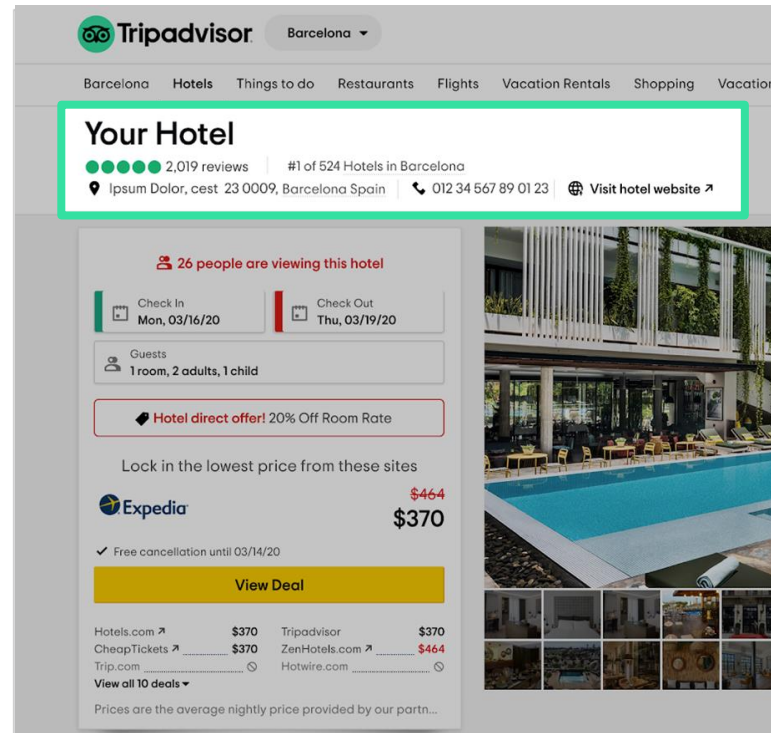 Tripadvisor
Barcelona
Barcelona Hotels Things to do Restaurants Flights Vacation Rentals Shopping Vacation
Your Hotel
2,019 reviews #1 of 524 Hotels in Barcelona
Ipsum Dolor, cest 23 0009, Barcelona Spain 012 34 567 89 01 23 Visit hotel website
26 people are viewing this hotel
Check In Check Out
Mon, 03/16/20 Thu, 03/19/20
Guests
1 room, 2 adults, 1 child
Hotel direct offer! 20% Off Room Rate
Lock in the lowest price from these sites
Expedia $464
$370
Free cancellation until 03/14/20
View Deal
Hotels.com $370 Tripadvisor $370
CheapTickets $370 ZenHotels.com $464
Trip.com Hotwire.com
View all 10 deals
Prices are the average nightly price provided by our partn...